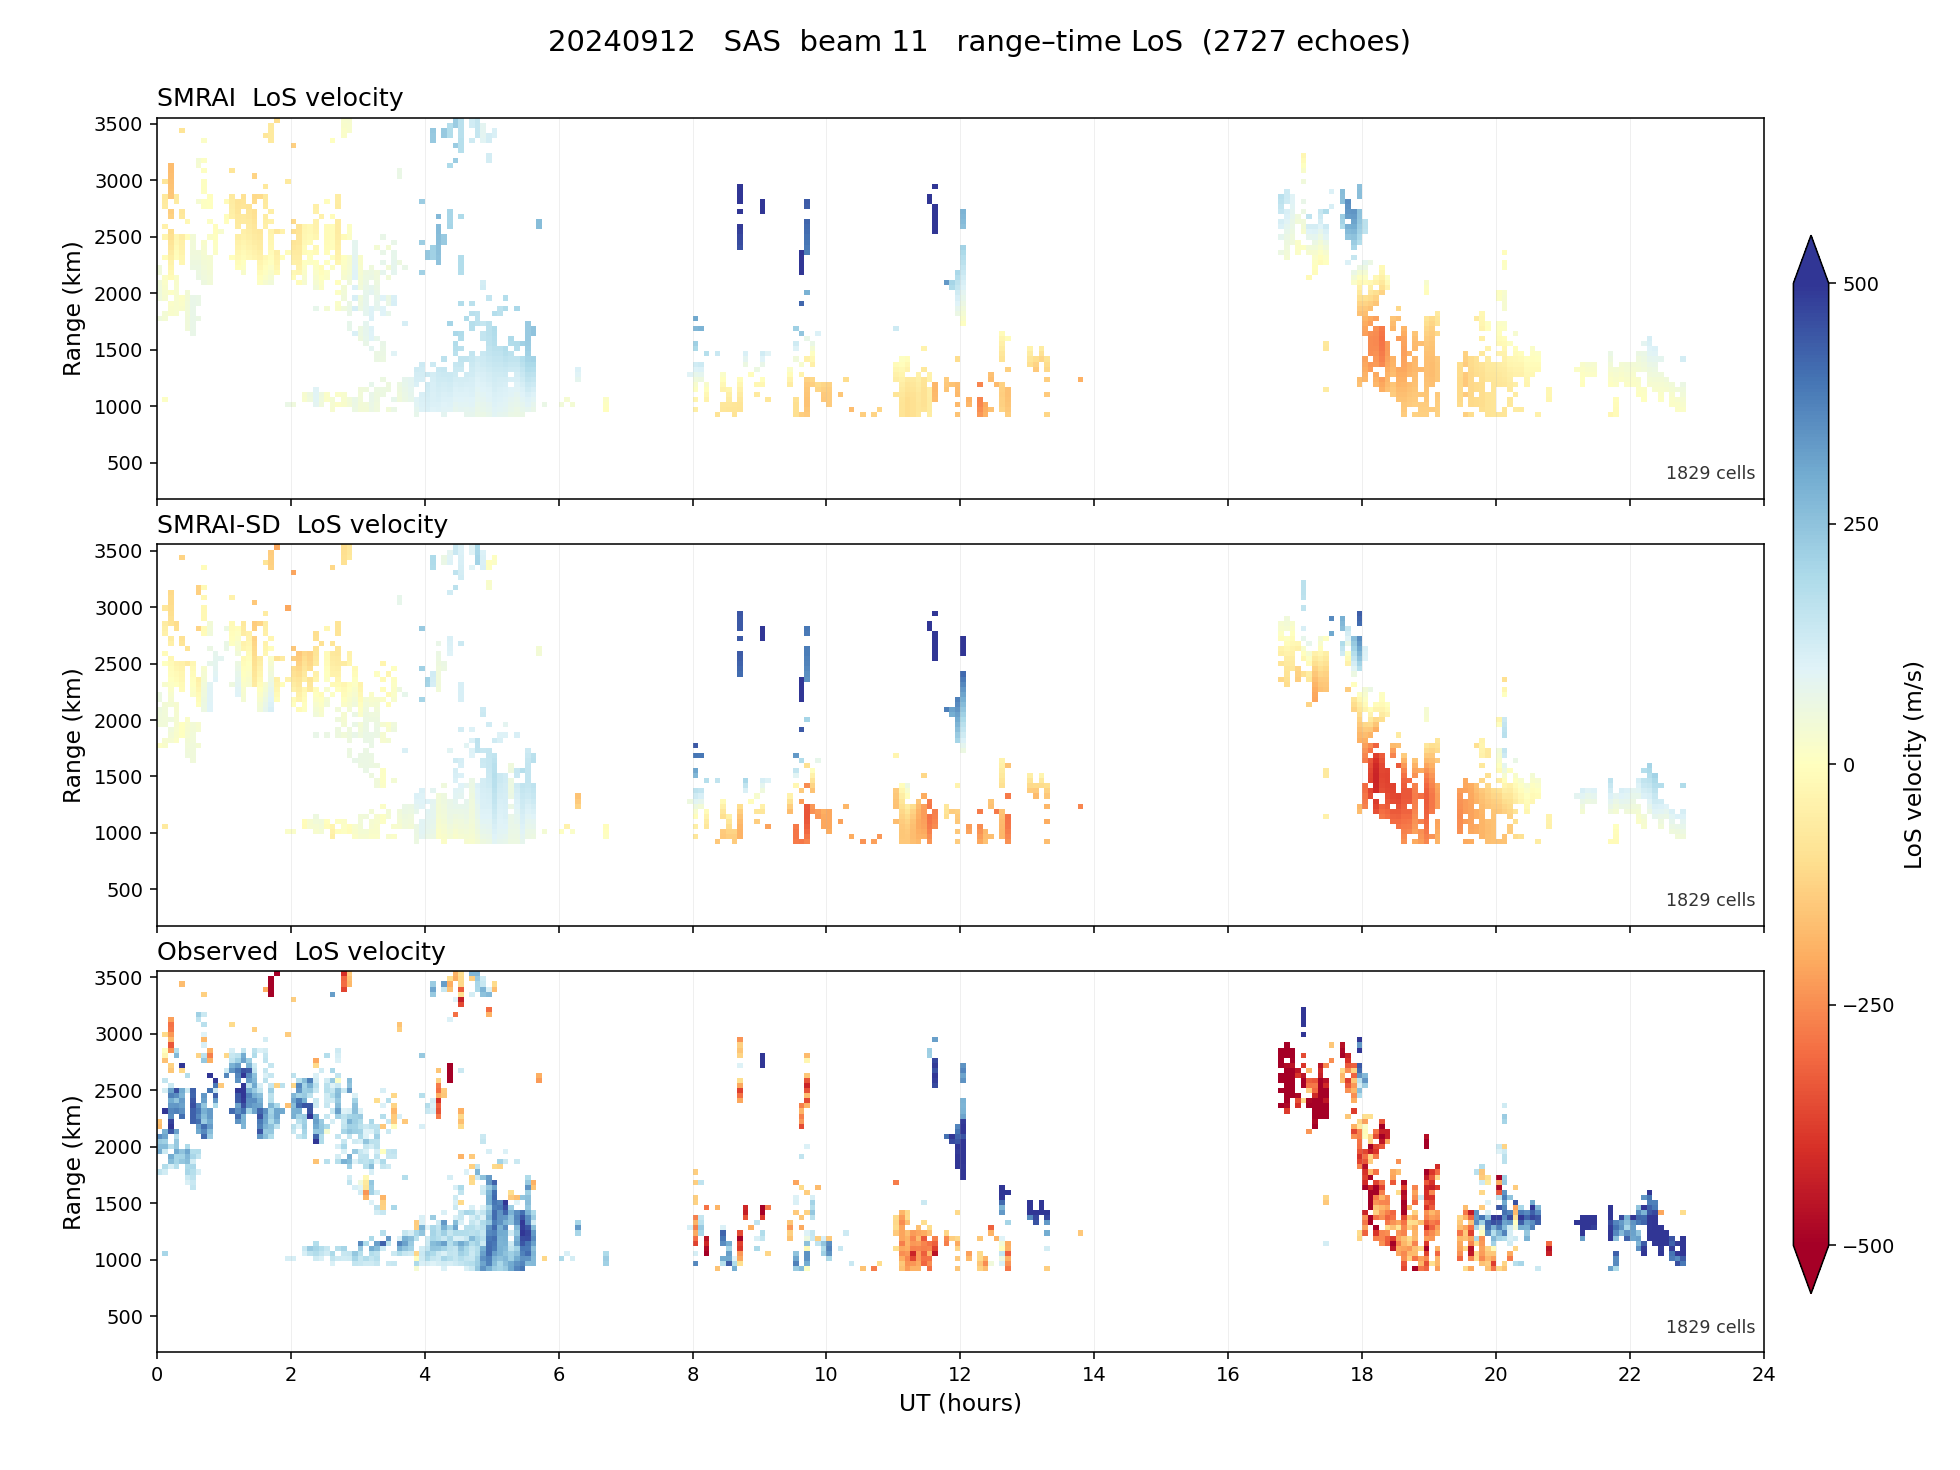 20240912   SAS  beam 11   range–time LoS  (2727 echoes)
SMRAI  LoS velocity
3500
3000
2500
2000
1500
1000
500
Range (km)
1829 cells
SMRAI-SD  LoS velocity
3500
3000
2500
2000
1500
1000
500
Range (km)
1829 cells
Observed  LoS velocity
3500
3000
2500
2000
1500
1000
500
Range (km)
1829 cells
0 2 4 6 8 10 12 14 16 18 20 22 24
UT (hours)
500
250
0
−250
−500
LoS velocity (m/s)